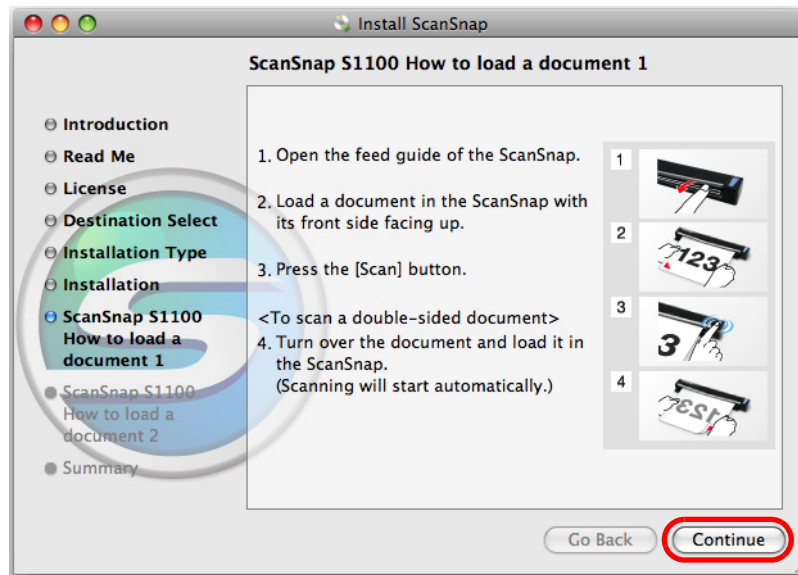 Install ScanSnap
ScanSnap S1100 How to load a document 1
Introduction
Read Me
License
Destination Select
Installation Type
Installation
ScanSnap S1100
How to load a
document 1
ScanSnap S1100
How to load a
document 2
Summary
1. Open the feed guide of the ScanSnap.
2. Load a document in the ScanSnap with
its front side facing up.
3. Press the [Scan] button.
<To scan a double-sided document>
4. Turn over the document and load it in
the ScanSnap.
(Scanning will start automatically.)
1
2
123
3
3
4
123
Go Back
Continue